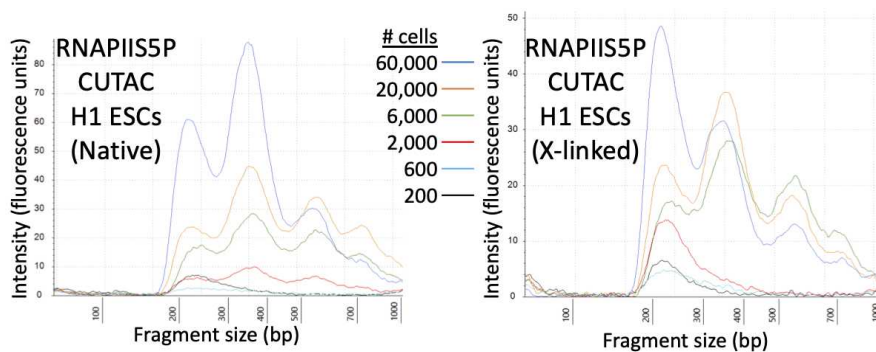 Intensity (fluorescence units)
80
70
60
50
40
30
20
10
0
RNAPIIS5P
CUTAC
H1 ESCs
(Native)
100
200
300
400
500
700
1000
Fragment size (bp)
# cells
60,000
20,000
6,000
2,000
600
200
Intensity (fluorescence units)
50
40
30
20
10
0
RNAPIIS5P
CUTAC
H1 ESCs
(X-linked)
100
200
300
400
500
700
1000
Fragment size (bp)